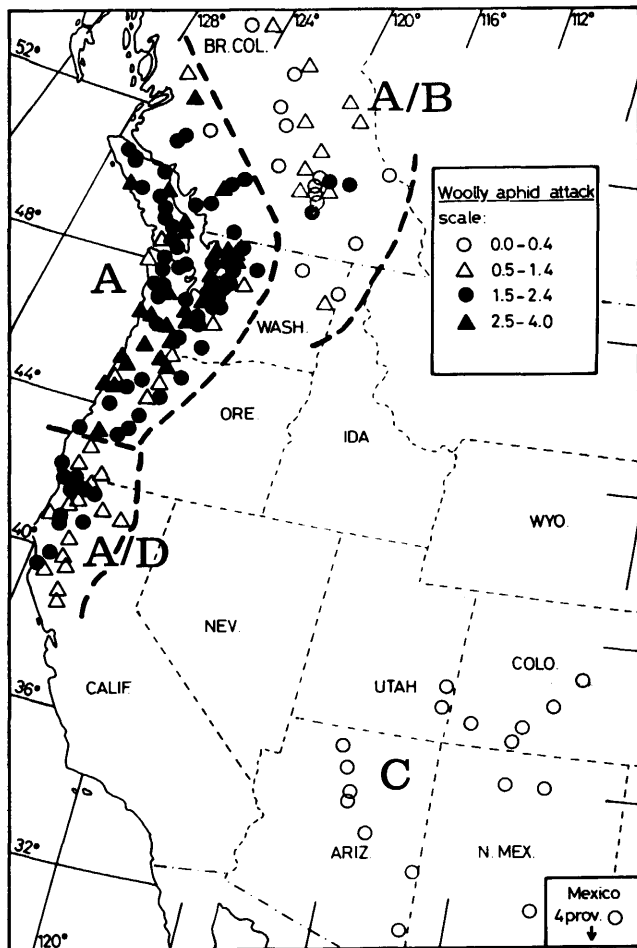 128°
124°
120°
116°
112°
BR. COL.
52°
A/B
Woolly aphid attack
scale:
0.0 - 0.4
0.5 - 1.4
1.5 - 2.4
2.5 - 4.0
48°
A
WASH.
44°
ORE.
IDA
WYO.
40°
A/D
NEV.
COLO.
UTAH
CALIF.
36°
C
ARIZ.
N. MEX.
32°
Mexico
4 prov.
120°